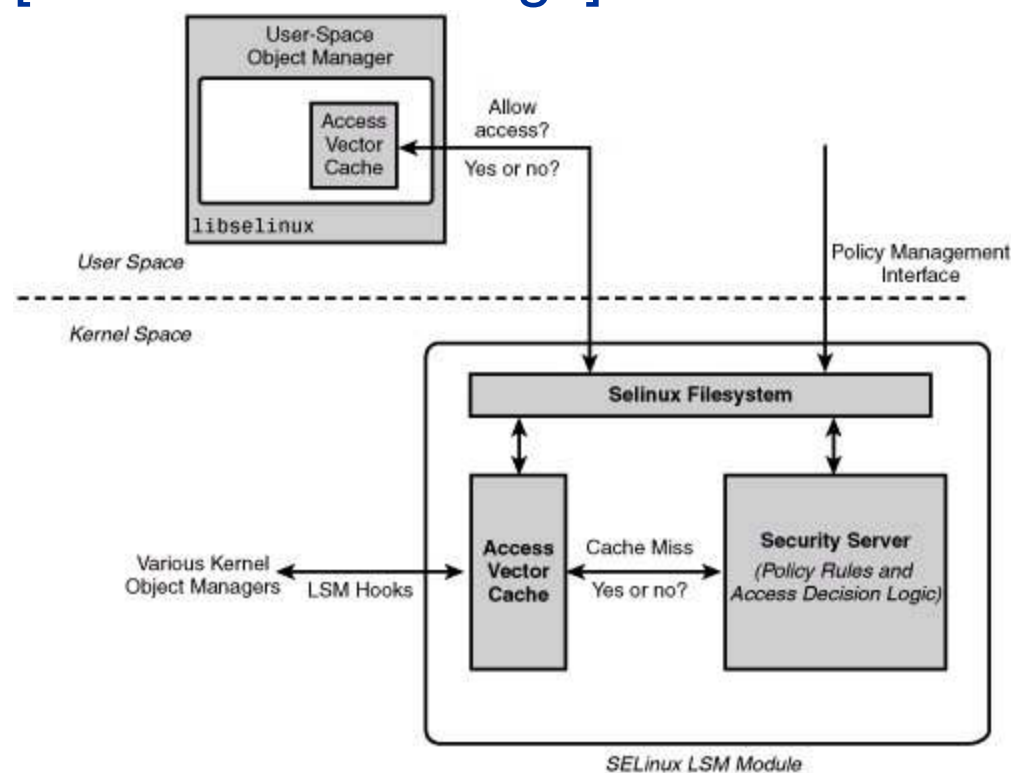 User-Space
Object Manager
Access
Vector
Cache
Allow
access?
Yes or no?
libselinux
User Space
Policy Management
Interface
Kernel Space
Selinux Filesystem
Access
Vector
Cache
Cache Miss
Yes or no?
Security Server
(Policy Rules and
Access Decision Logic)
Various Kernel
Object Managers
LSM Hooks
SELinux LSM Module